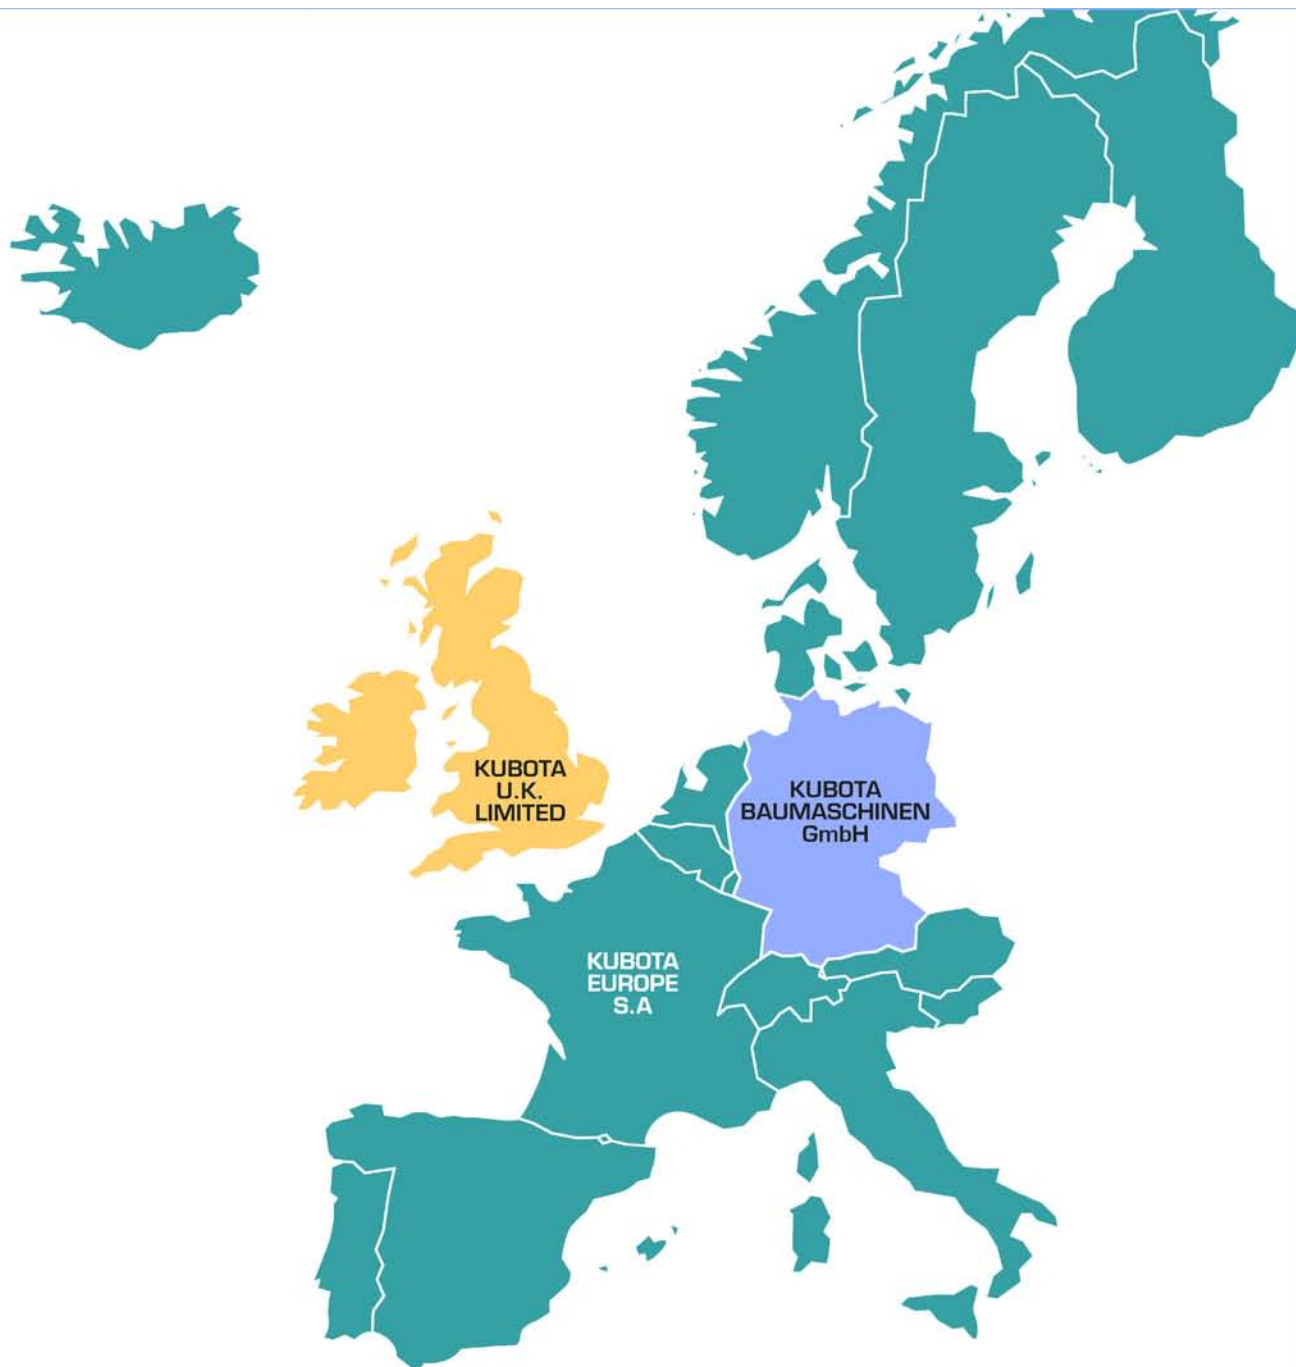 KUBOTA
U.K.
LIMITED
KUBOTA
BAUMASCHINEN
GmbH
KUBOTA
EUROPE
S.A